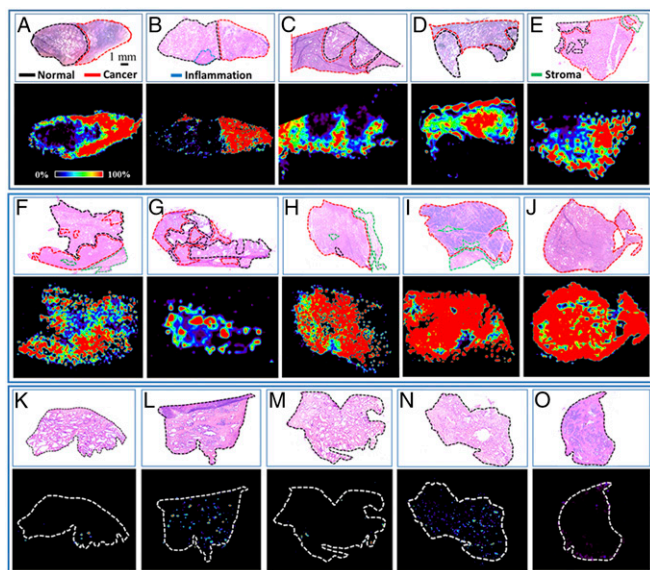 A B C D E
1 mm
Normal Cancer Inflammation Stroma
0% 100%
F G H I J
K L M N O